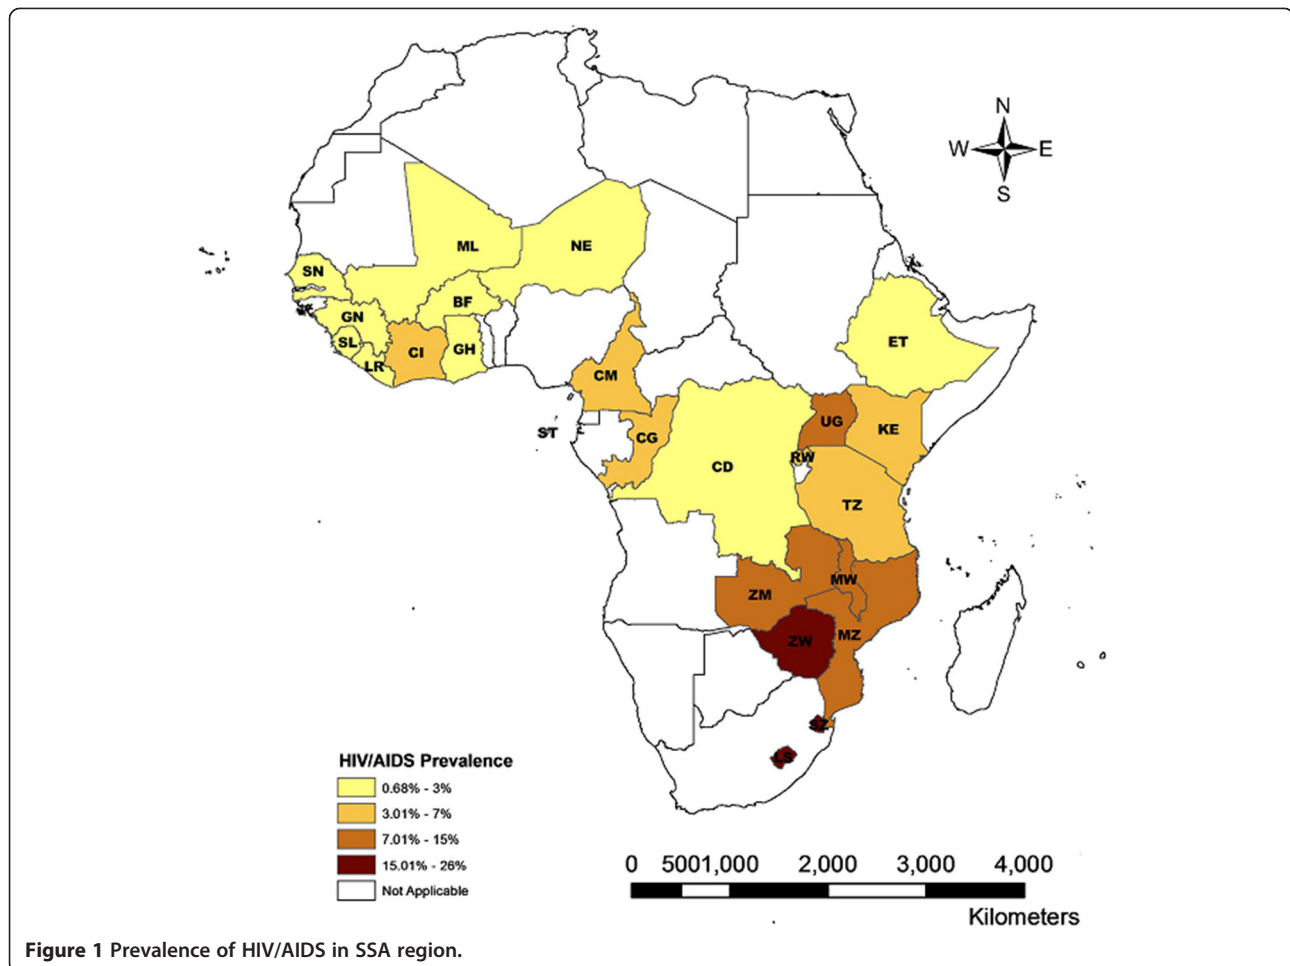 N
W E
S
ML
NE
SN
BF
GN
SL
CI
GH
LR
ET
CM
UG
KE
ST
CG
RW
CD
TZ
MW
ZM
MZ
ZW
SZ
LS
HIV/AIDS Prevalence
0.68% - 3%
3.01% - 7%
7.01% - 15%
15.01% - 26%
Not Applicable
0 5001,000 2,000 3,000 4,000
Kilometers
Figure 1 Prevalence of HIV/AIDS in SSA region.